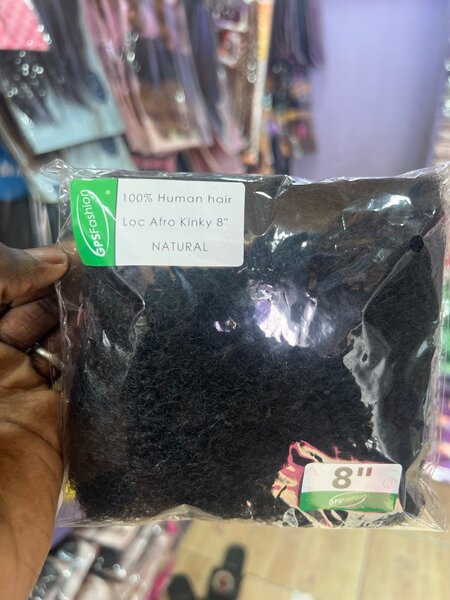 GPSFashion
100% Human hair
Loc Afro Kinky 8"
NATURAL
8"
GPSFashion